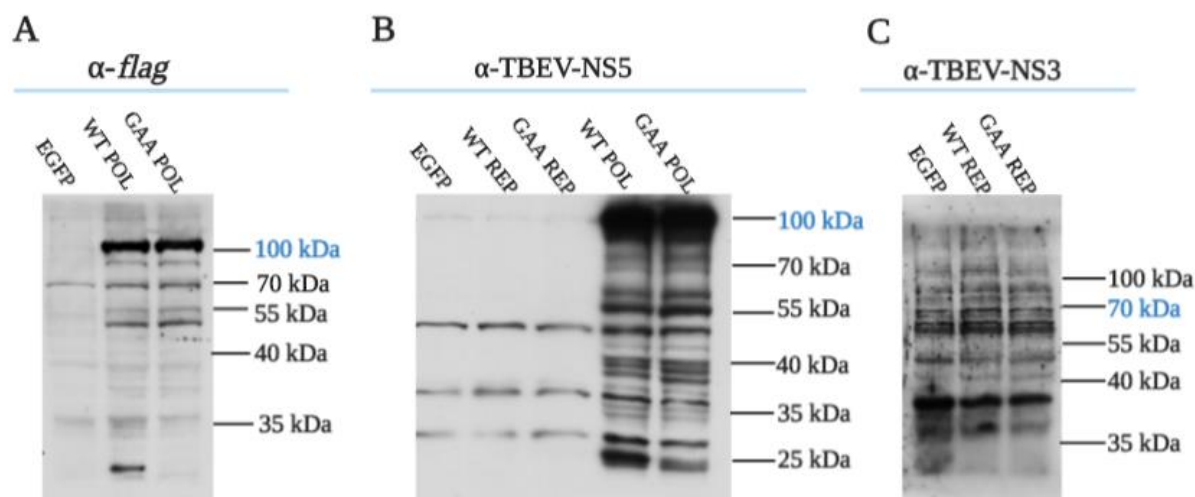 A
α-flag
EGFP
WT POL
GAA POL
100 kDa
70 kDa
55 kDa
40 kDa
35 kDa
B
α-TBEV-NS5
EGFP
WT REP
GAA REP
WT POL
GAA POL
100 kDa
70 kDa
55 kDa
40 kDa
35 kDa
25 kDa
C
α-TBEV-NS3
EGFP
WT REP
GAA REP
100 kDa
70 kDa
55 kDa
40 kDa
35 kDa